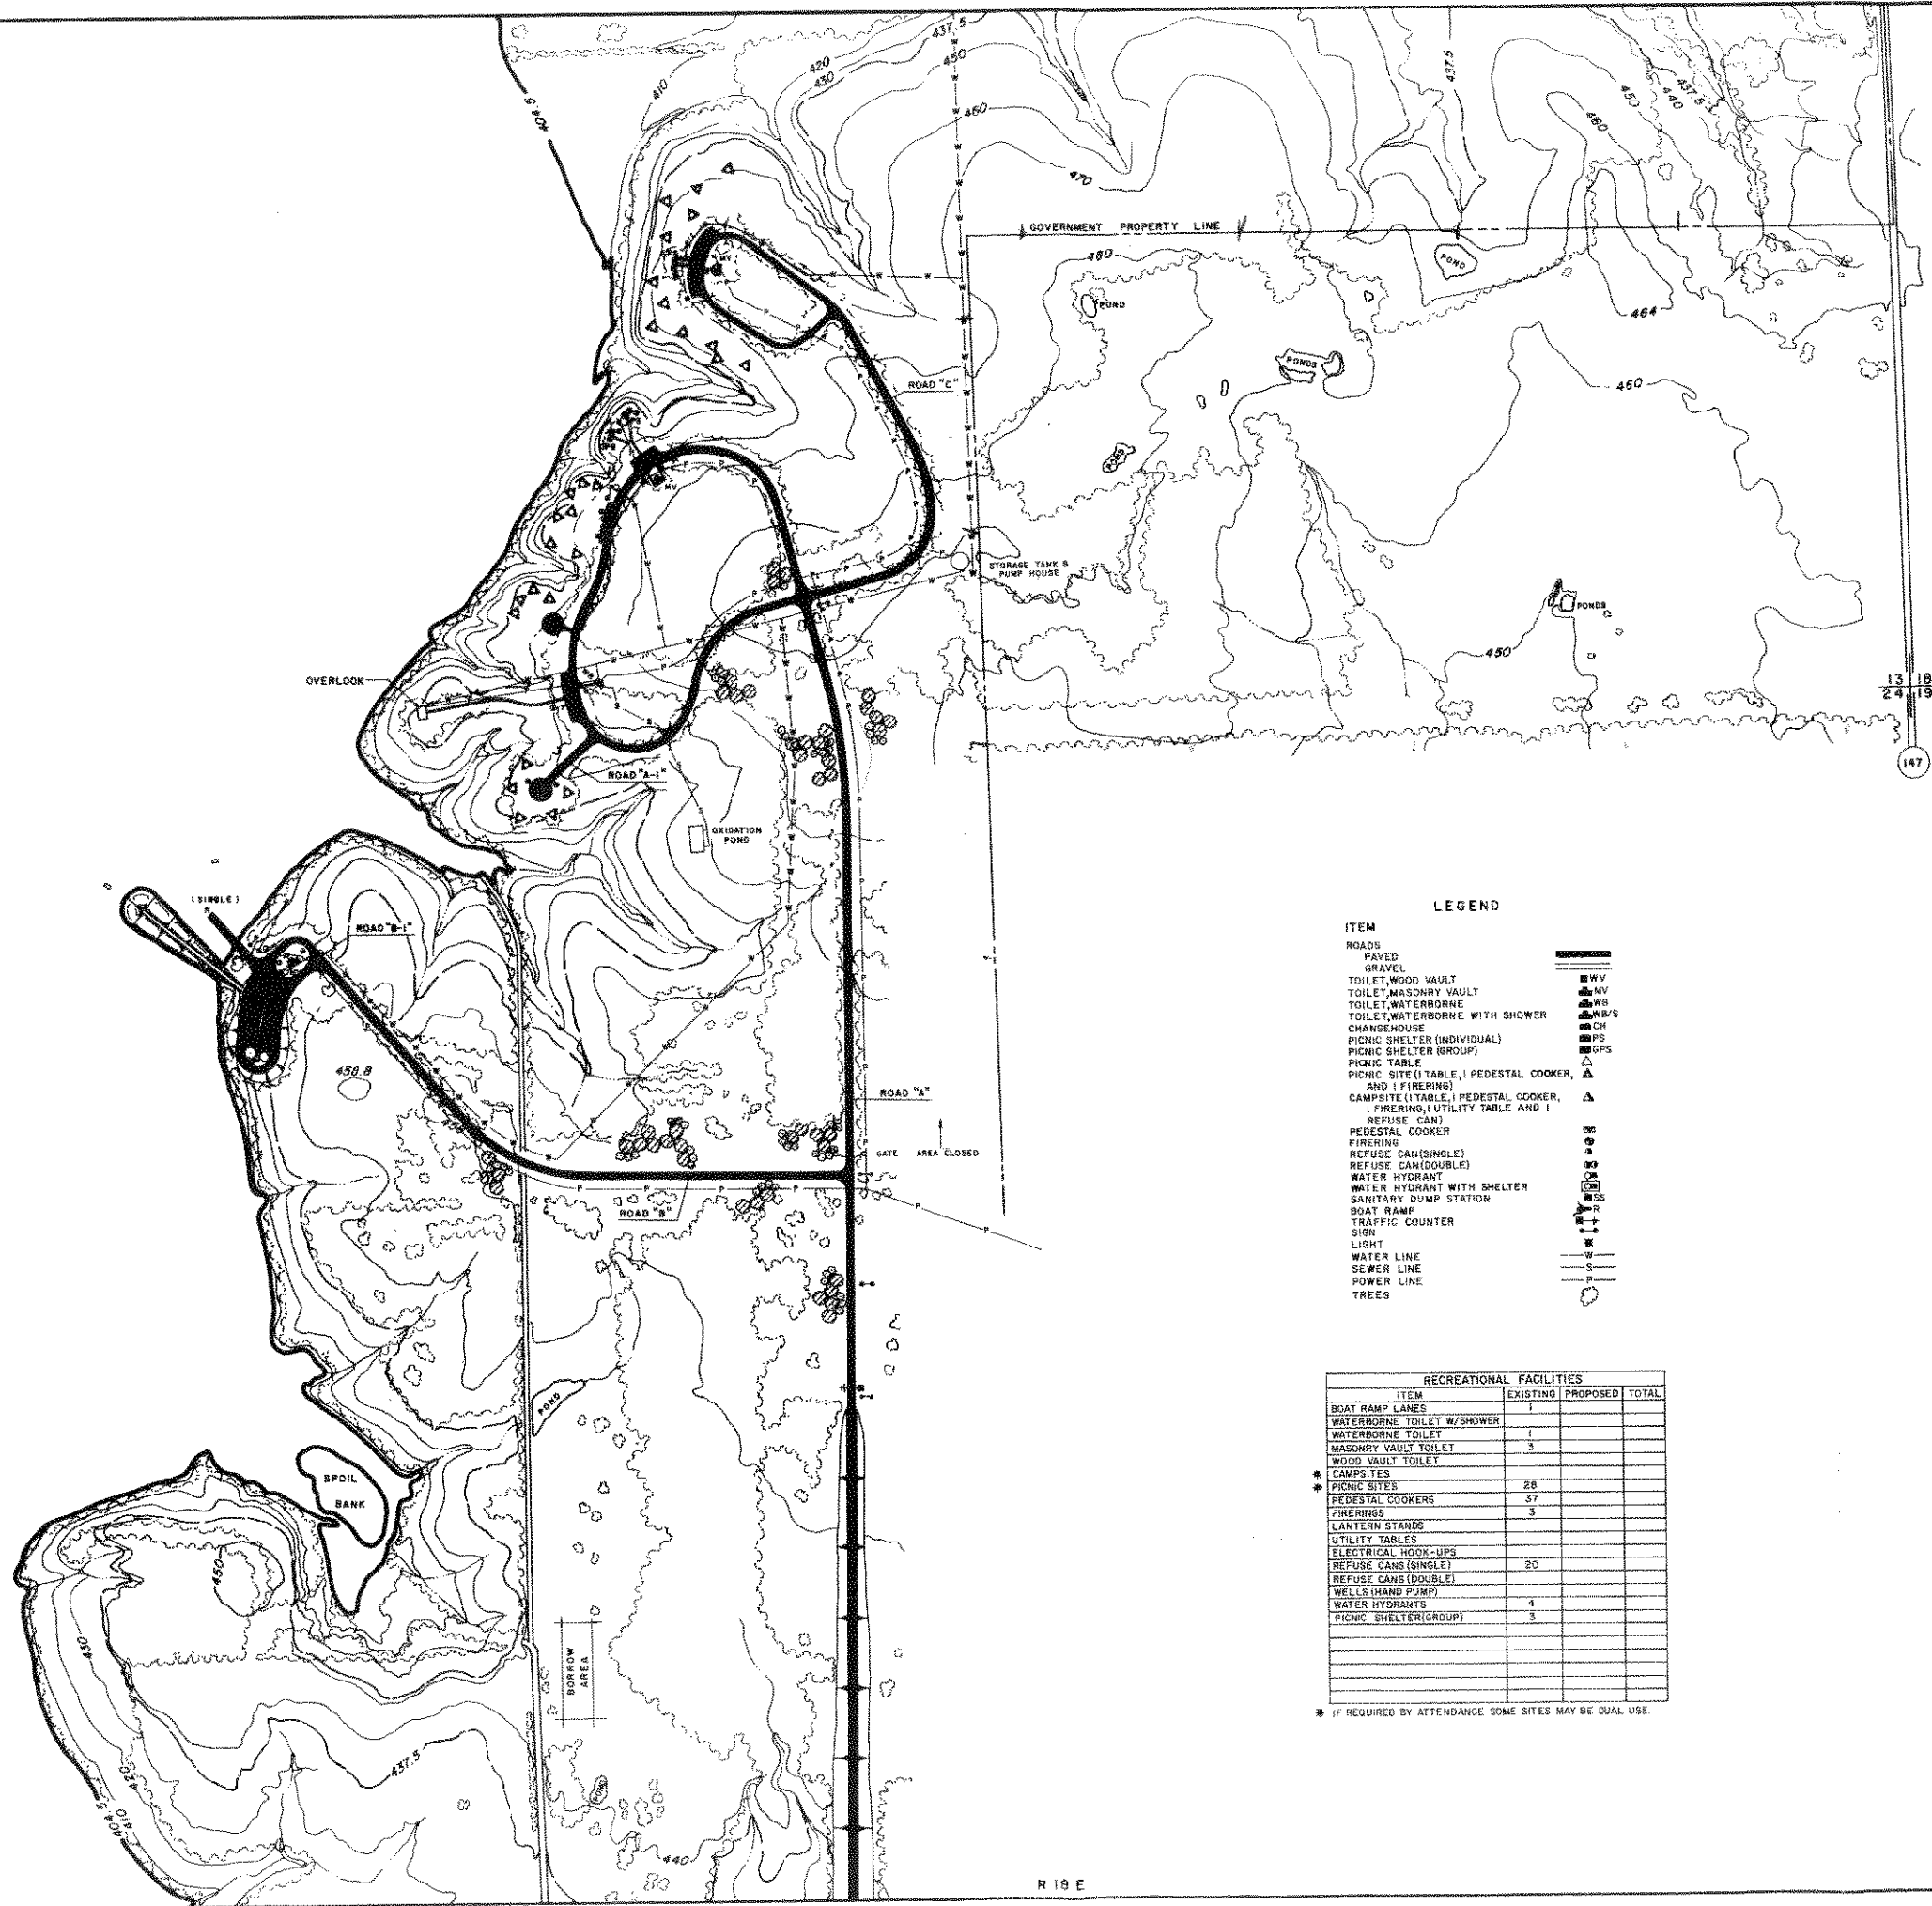 437.5
420
430
450
410
404.5
460
470
437.5
450
440
437.5
460
GOVERNMENT PROPERTY LINE
480
POND
POND
464
PONDS
ROAD "C"
460
POND
MV
MV
STORAGE TANK &
PUMP HOUSE
PONDS
450
OVERLOOK
13 18
24 19
147
ROAD "A-1"
OXIDATION
POND
(SINGLE)
R
ROAD "B-1"
458.8
ROAD "A"
GATE AREA CLOSED
ROAD "B"
POND
SPOIL
BANK
450
430
BORROW
AREA
437.5
420
410
404.5
POND
440
R 19 E
LEGEND
ITEM
ROADS
PAVED
GRAVEL
TOILET, WOOD VAULT WV
TOILET, MASONRY VAULT MV
TOILET, WATERBORNE WB
TOILET, WATERBORNE WITH SHOWER WB/S
CHANGEHOUSE CH
PICNIC SHELTER (INDIVIDUAL) PS
PICNIC SHELTER (GROUP) GPS
PICNIC TABLE
PICNIC SITE (1 TABLE, 1 PEDESTAL COOKER,
AND 1 FIRERING)
CAMPSITE (1 TABLE, 1 PEDESTAL COOKER,
1 FIRERING, 1 UTILITY TABLE AND 1
REFUSE CAN)
PEDESTAL COOKER
FIRERING
REFUSE CAN (SINGLE)
REFUSE CAN (DOUBLE)
WATER HYDRANT
WATER HYDRANT WITH SHELTER
SANITARY DUMP STATION SS
BOAT RAMP R
TRAFFIC COUNTER
SIGN
LIGHT
WATER LINE W
SEWER LINE S
POWER LINE P
TREES
RECREATIONAL FACILITIES
ITEM EXISTING PROPOSED TOTAL
BOAT RAMP LANES 1
WATERBORNE TOILET W/SHOWER
WATERBORNE TOILET 1
MASONRY VAULT TOILET 3
WOOD VAULT TOILET
* CAMPSITES
* PICNIC SITES 28
PEDESTAL COOKERS 37
FIRERINGS 3
LANTERN STANDS
UTILITY TABLES
ELECTRICAL HOOK-UPS
REFUSE CANS (SINGLE) 20
REFUSE CANS (DOUBLE)
WELLS (HAND PUMP)
WATER HYDRANTS 4
PICNIC SHELTER (GROUP) 3
* IF REQUIRED BY ATTENDANCE SOME SITES MAY BE DUAL USE.